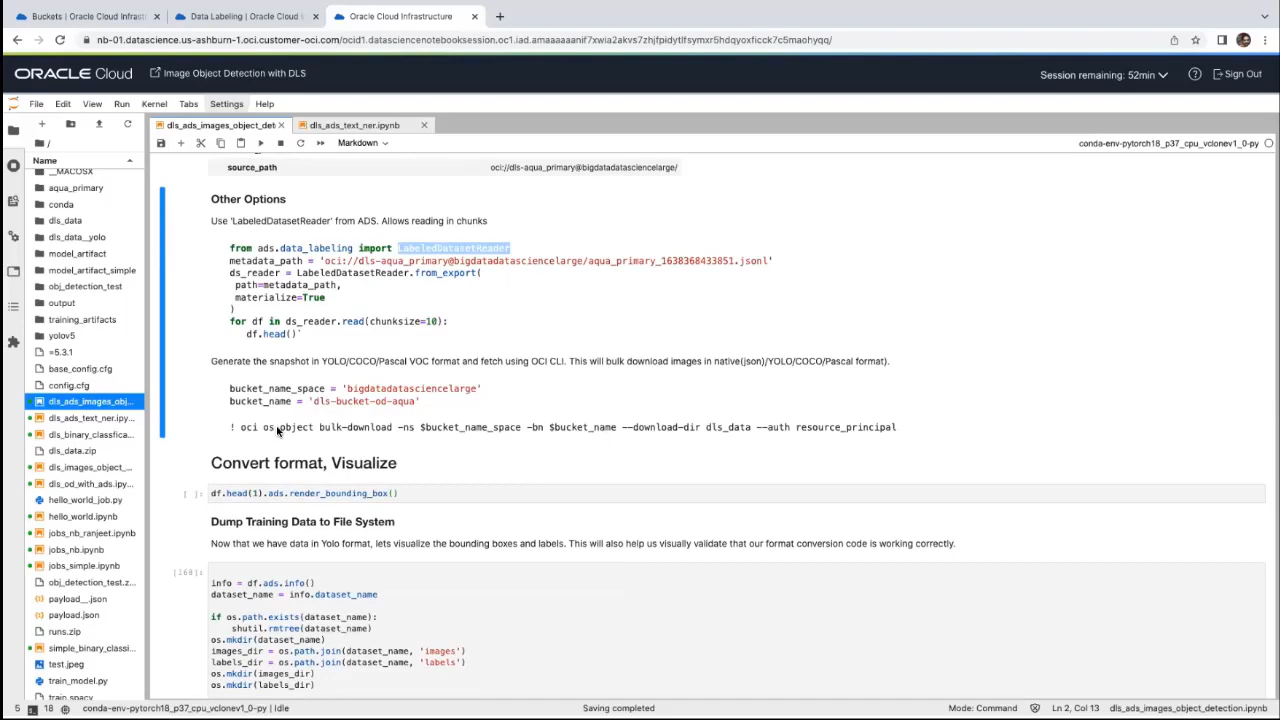 Buckets | Oracle Cloud Infrast
Data Labeling | Oracle Cloud I
Oracle Cloud Infrastructure
nb-01.datascience.us-ashburn-1.oci.customer-oci.com/ocid1.datasciencenotebooksession.oc1.iad.amaaaaaanif7xwia2akvs7zhjfpidytlfsymxr5hdqyoxficck7c5maohyqq/
ORACLE Cloud
Image Object Detection with DLS
Session remaining: 52min
Sign Out
File Edit View Run Kernel Tabs Settings Help
dls_ads_images_object_det
dls_ads_text_ner.ipynb
/
Markdown
conda-env-pytorch18_p37_cpu_vclonev1_0-py
Name
__MACOSX
aqua_primary
conda
dls_data
dls_data__yolo
model_artifact
model_artifact_simple
obj_detection_test
output
training_artifacts
yolov5
=5.3.1
base_config.cfg
config.cfg
dls_ads_images_obj...
dls_ads_text_ner.ipy...
dls_binary_classfica...
dls_data.zip
dls_images_object_...
dls_od_with_ads.ipy...
hello_world_job.py
hello_world.ipynb
jobs_nb_ranjeet.ipynb
jobs_nb.ipynb
jobs_simple.ipynb
obj_detection_test.z...
payload__.json
payload.json
runs.zip
simple_binary_classi...
test.jpeg
train_model.py
train.spacy
source_path oci://dls-aqua_primary@bigdatadatasciencelarge/
Other Options
Use 'LabeledDatasetReader' from ADS. Allows reading in chunks
from ads.data_labeling import LabeledDatasetReader
metadata_path = 'oci://dls-aqua_primary@bigdatadatasciencelarge/aqua_primary_1638368433851.jsonl'
ds_reader = LabeledDatasetReader.from_export(
path=metadata_path,
materialize=True
)
for df in ds_reader.read(chunksize=10):
df.head()`
Generate the snapshot in YOLO/COCO/Pascal VOC format and fetch using OCI CLI. This will bulk download images in native(json)/YOLO/COCO/Pascal format).
bucket_name_space = 'bigdatadatasciencelarge'
bucket_name = 'dls-bucket-od-aqua'
! oci os object bulk-download -ns $bucket_name_space -bn $bucket_name --download-dir dls_data --auth resource_principal
Convert format, Visualize
[ ]: df.head(1).ads.render_bounding_box()
Dump Training Data to File System
Now that we have data in Yolo format, lets visualize the bounding boxes and labels. This will also help us visually validate that our format conversion code is working correctly.
[168]:
info = df.ads.info()
dataset_name = info.dataset_name
if os.path.exists(dataset_name):
shutil.rmtree(dataset_name)
os.mkdir(dataset_name)
images_dir = os.path.join(dataset_name, 'images')
labels_dir = os.path.join(dataset_name, 'labels')
os.mkdir(images_dir)
os.mkdir(labels_dir)
5 18 conda-env-pytorch18_p37_cpu_vclonev1_0-py | Idle
Saving completed
Mode: Command
Ln 2, Col 13
dls_ads_images_object_detection.ipynb